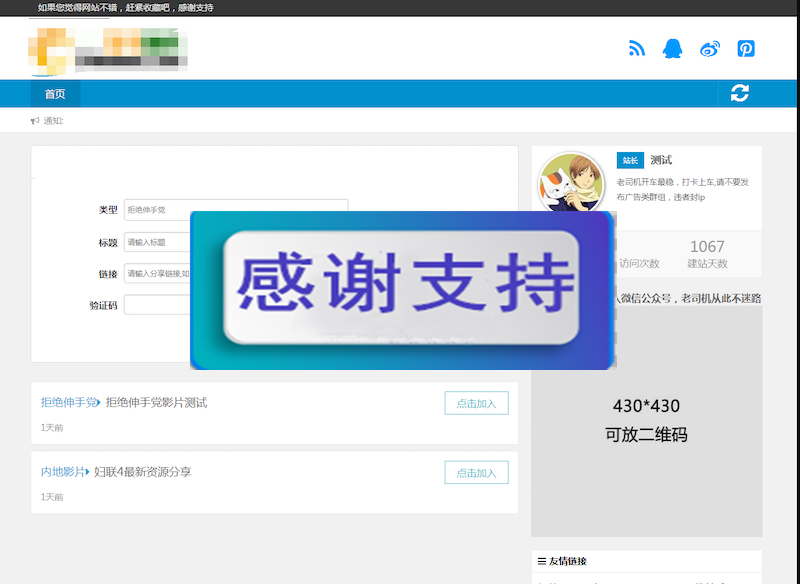 如果您觉得网站不错，赶紧收藏吧，感谢支持
首页
通知:
类型
拒绝伸手党
标题
请输入标题
链接
请输入分享链接,如
验证码
感谢支持
拒绝伸手党 拒绝伸手党影片测试
点击加入
1天前
内地影片 妇联4最新资源分享
点击加入
1天前
站长 测试
老司机开车最稳，打卡上车,请不要发
布广告类群组，违者封ip
1067
访问次数 建站天数
微信公众号，老司机从此不迷路
430*430
可放二维码
友情链接